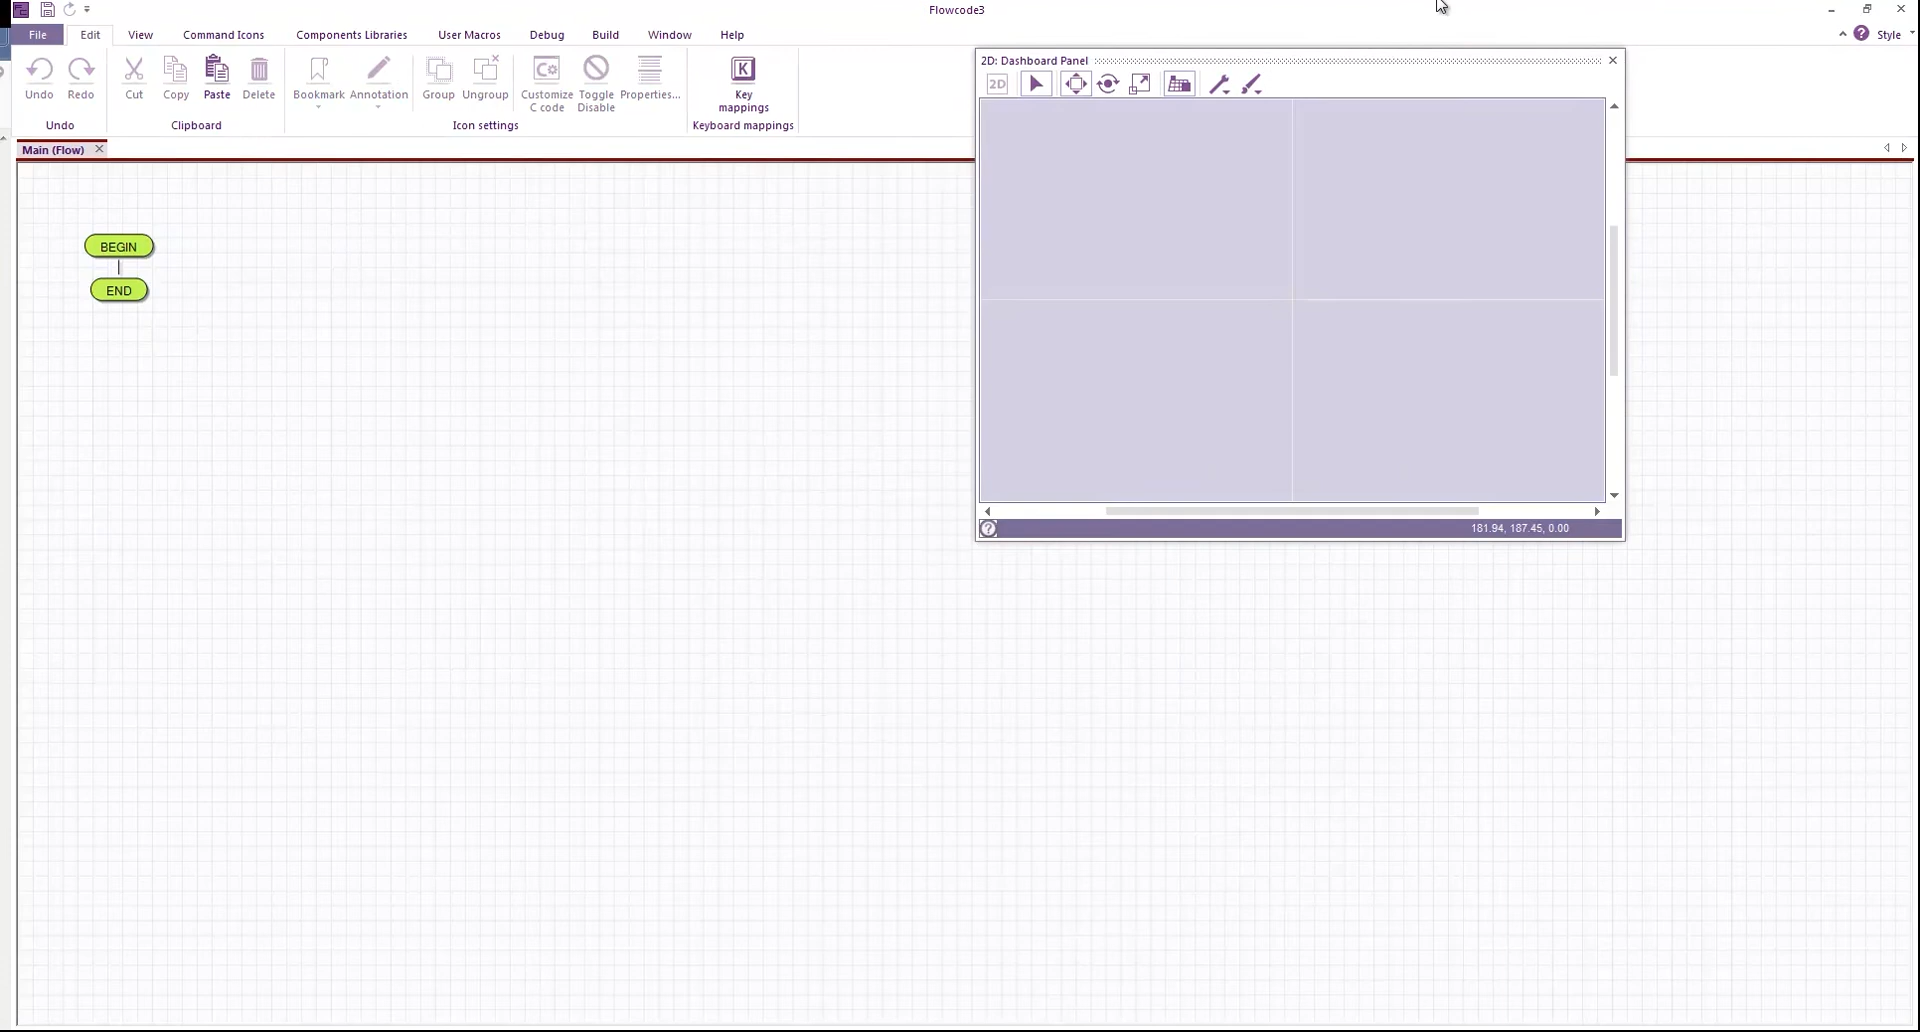 Flowcode3
File Edit View Command Icons Components Libraries User Macros Debug Build Window Help
Style
Undo Redo Cut Copy Paste Delete Bookmark Annotation Group Ungroup Customize C code Toggle Disable Properties... Key mappings
Undo Clipboard Icon settings Keyboard mappings
2D: Dashboard Panel
2D
Main (Flow)
BEGIN
END
181.94, 187.45, 0.00